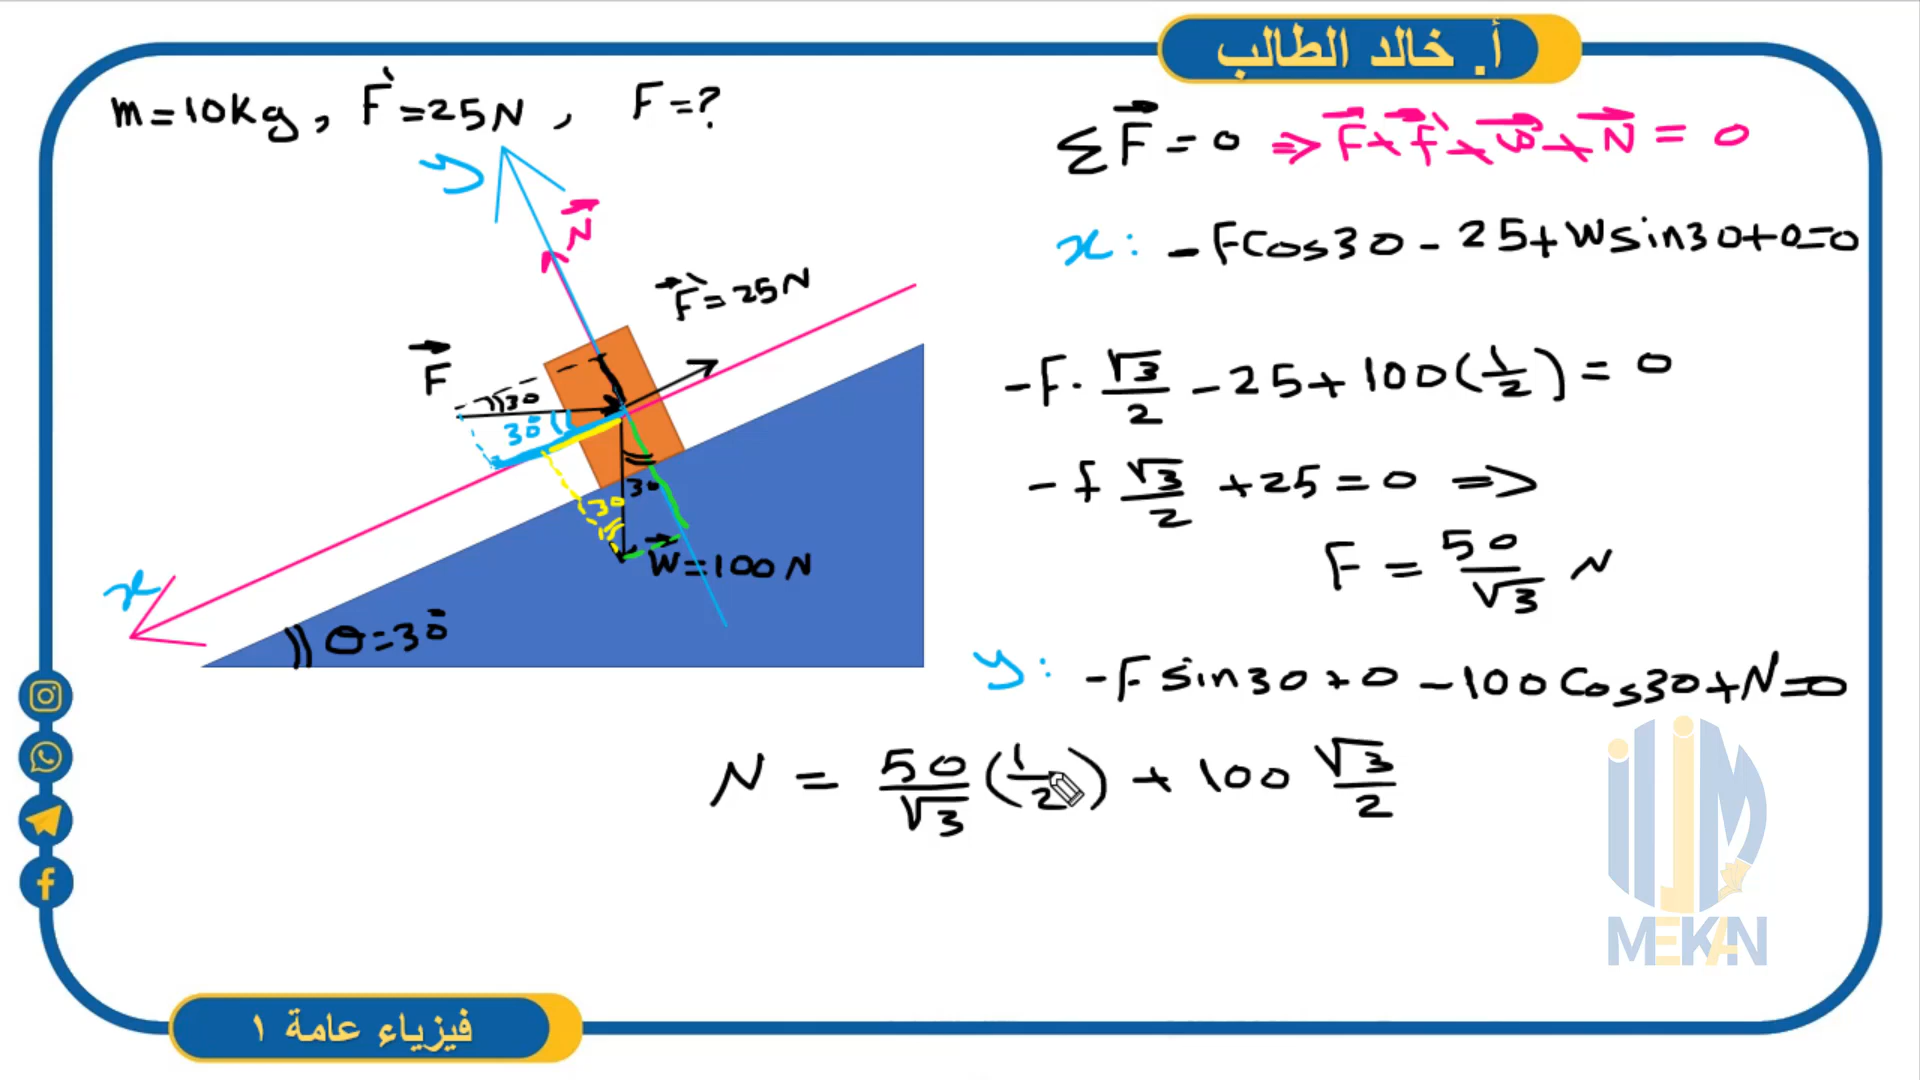 أ. خالد الطالب
m=10kg, F'=25N, F=?
ΣF⃗=0 ⇒ F⃗+F⃗'+W⃗+N⃗=0
x: -Fcos30-25+Wsin30+0=0
-F·√3/2-25+100(1/2)=0
-f √3/2+25=0 ⇒
F=50/√3 N
y: -Fsin30+0-100cos30+N=0
N=50/√3(1/2)+100 √3/2
y
N⃗
F⃗'=25N
F⃗
30
30°
30
30
W⃗=100N
x
θ=30°
MEKAN
فيزياء عامة ١